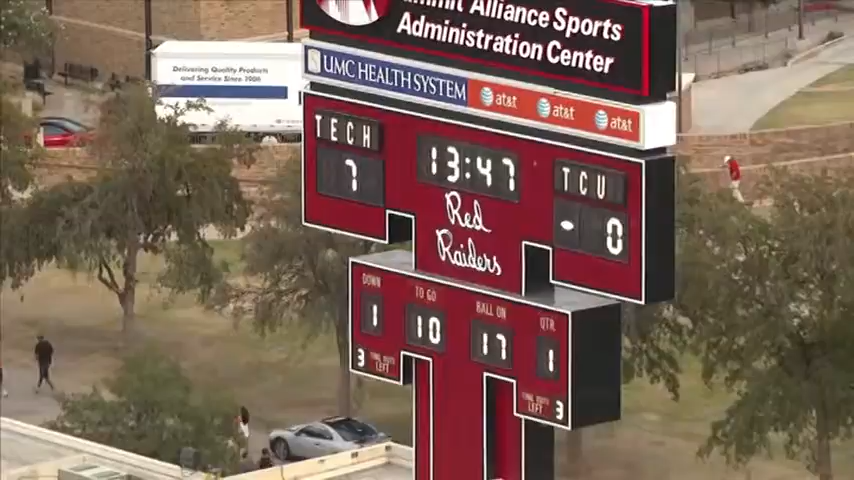 Summit Alliance Sports
Administration Center
Delivering Quality Products
and Service Since 2008
UMC HEALTH SYSTEM at&t at&t at&t
TECH 13:47 TCU
7 0
Red
Raiders
DOWN TO GO BALL ON QTR.
1 10 17 1
3 TIME OUTS
LEFT
TIME OUTS
LEFT 3